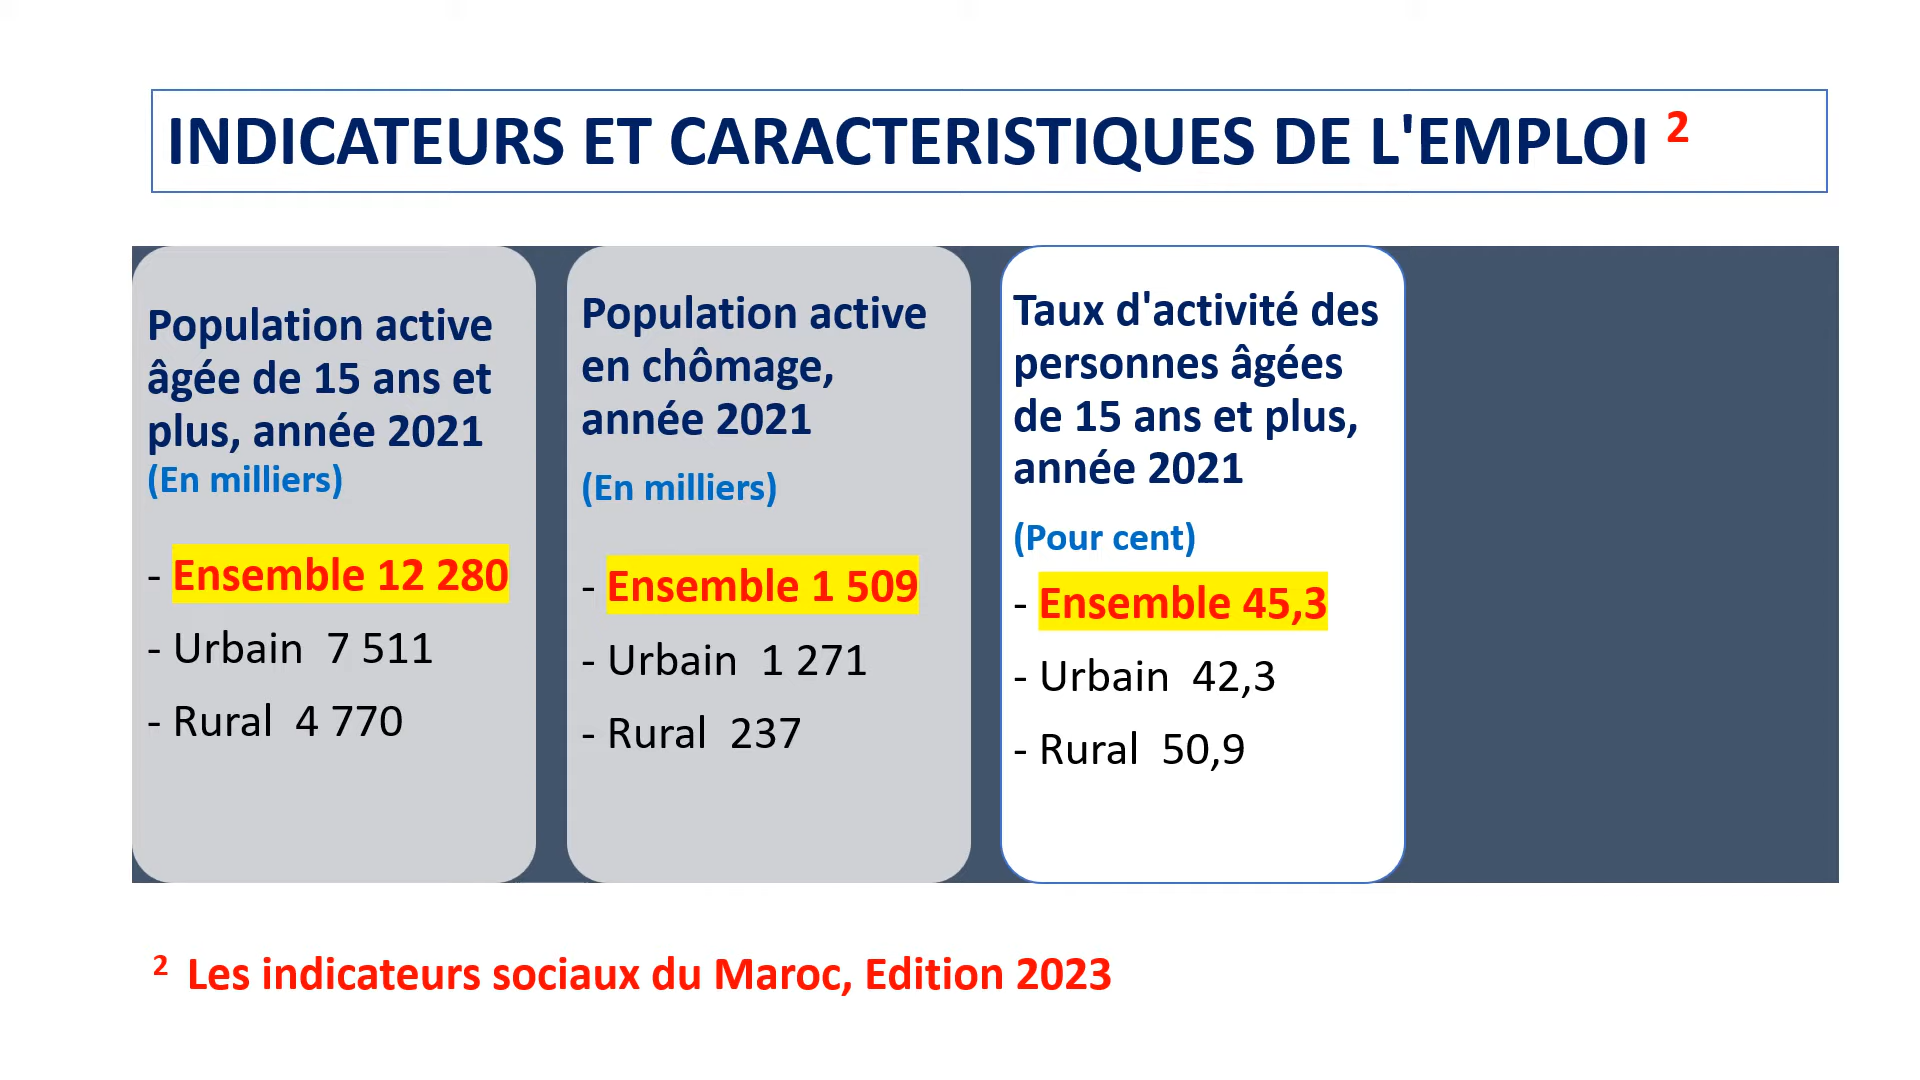 INDICATEURS ET CARACTERISTIQUES DE L'EMPLOI ²
Population active
âgée de 15 ans et
plus, année 2021
(En milliers)
- Ensemble 12 280
- Urbain 7 511
- Rural 4 770
Population active
en chômage,
année 2021
(En milliers)
- Ensemble 1 509
- Urbain 1 271
- Rural 237
Taux d'activité des
personnes âgées
de 15 ans et plus,
année 2021
(Pour cent)
- Ensemble 45,3
- Urbain 42,3
- Rural 50,9
² Les indicateurs sociaux du Maroc, Edition 2023